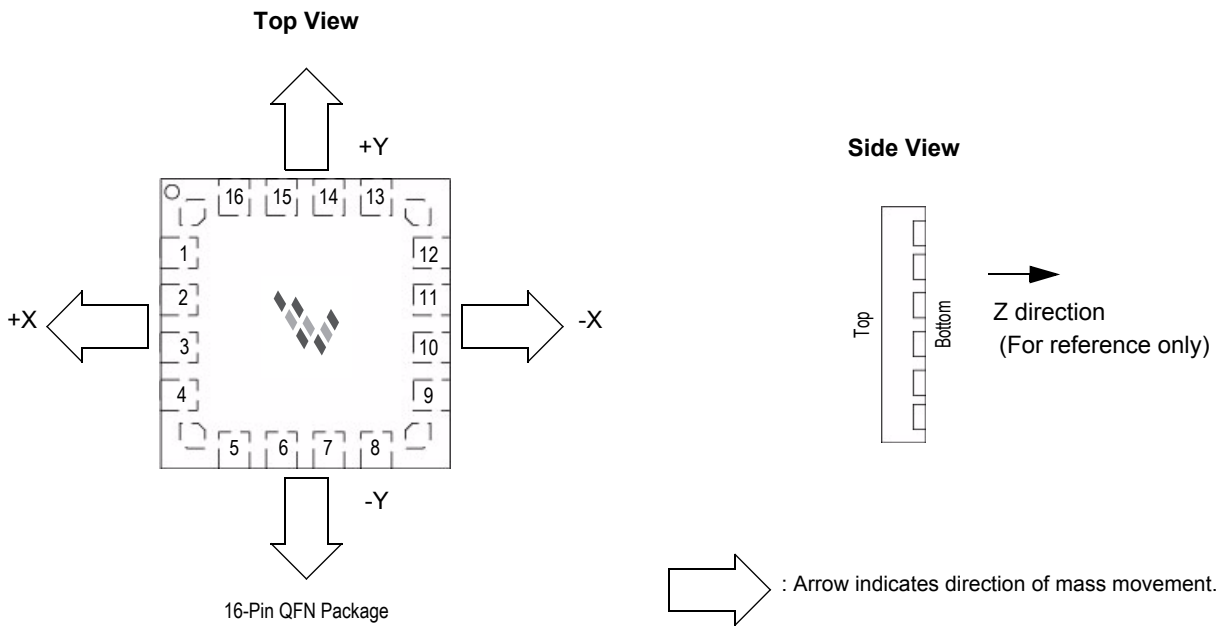 Top View
+Y
16 15 14 13
1 12
2 11
+X -X
3 10
4 9
5 6 7 8
-Y
16-Pin QFN Package
Side View
Top
Bottom
Z direction
(For reference only)
: Arrow indicates direction of mass movement.